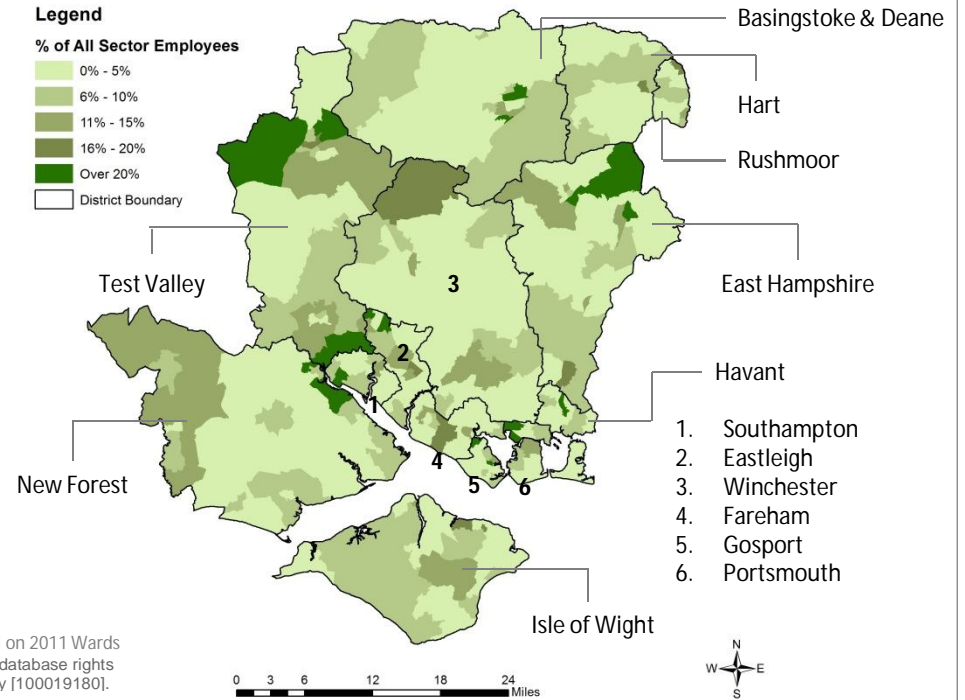 Legend
% of All Sector Employees
0% - 5%
6% - 10%
11% - 15%
16% - 20%
Over 20%
District Boundary
Basingstoke & Deane
Hart
Rushmoor
Test Valley
3
East Hampshire
2
1
Havant
New Forest
4
5
6
1. Southampton
2. Eastleigh
3. Winchester
4. Fareham
5. Gosport
6. Portsmouth
Isle of Wight
on 2011 Wards
database rights
y [100019180].
0 3 6 12 18 24
Miles
N
W E
S